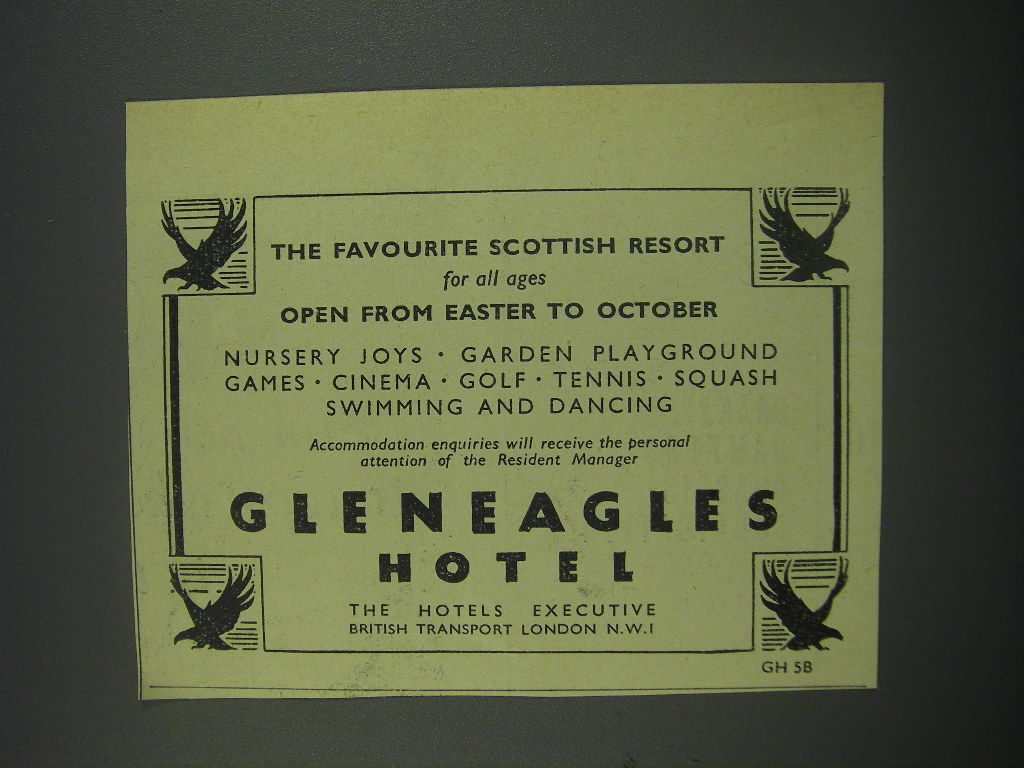 THE FAVOURITE SCOTTISH RESORT
for all ages
OPEN FROM EASTER TO OCTOBER
NURSERY JOYS · GARDEN PLAYGROUND
GAMES · CINEMA · GOLF · TENNIS · SQUASH
SWIMMING AND DANCING
Accommodation enquiries will receive the personal
attention of the Resident Manager
GLENEAGLES
HOTEL
THE HOTELS EXECUTIVE
BRITISH TRANSPORT LONDON N.W.1
GH 5B